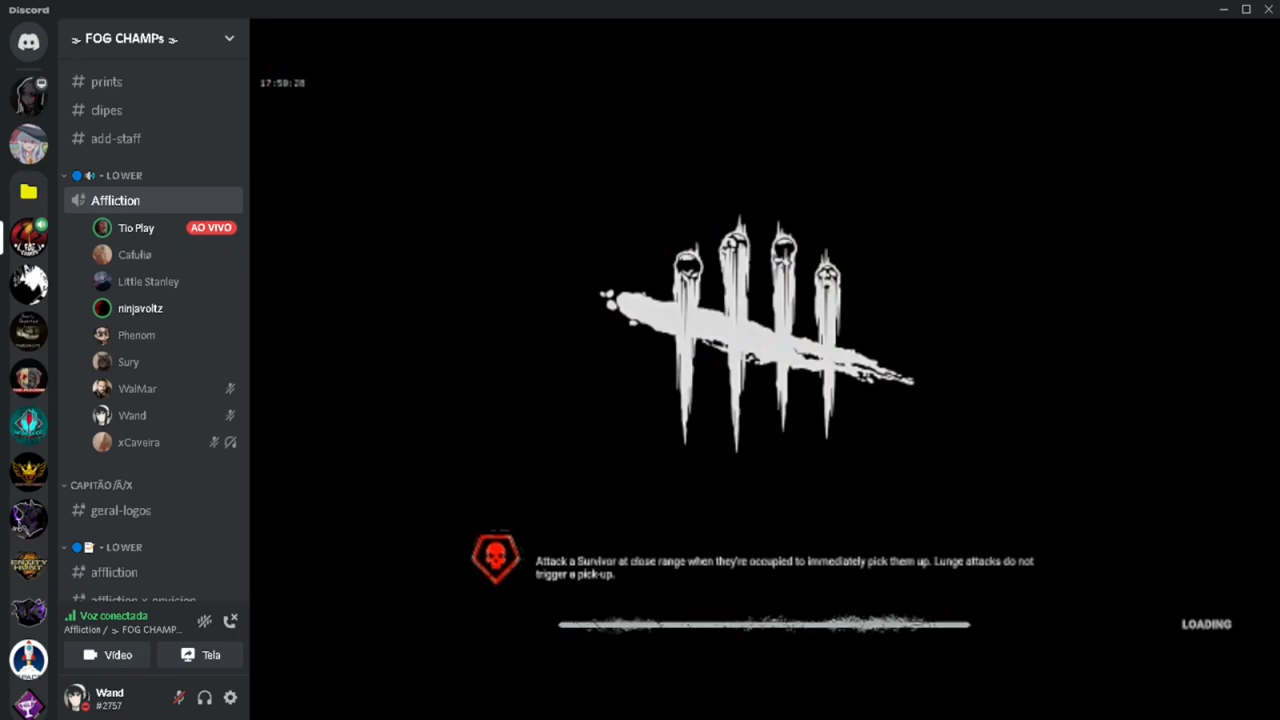 Discord
FOG CHAMPs
prints
clipes
add-staff
- LOWER
Affliction
Tio Play
AO VIVO
Cafulia
Little Stanley
ninjavoltz
Phenom
Sury
WalMar
Wand
xCaveira
CAPITÃO/Ã/X
geral-logos
- LOWER
affliction
affliction x envision
Voz conectada
Affliction / FOG CHAMP...
Vídeo
Tela
Wand
#2757
17:50:28
Attack a Survivor at close range when they're occupied to immediately pick them up. Lunge attacks do not
trigger a pick-up.
LOADING